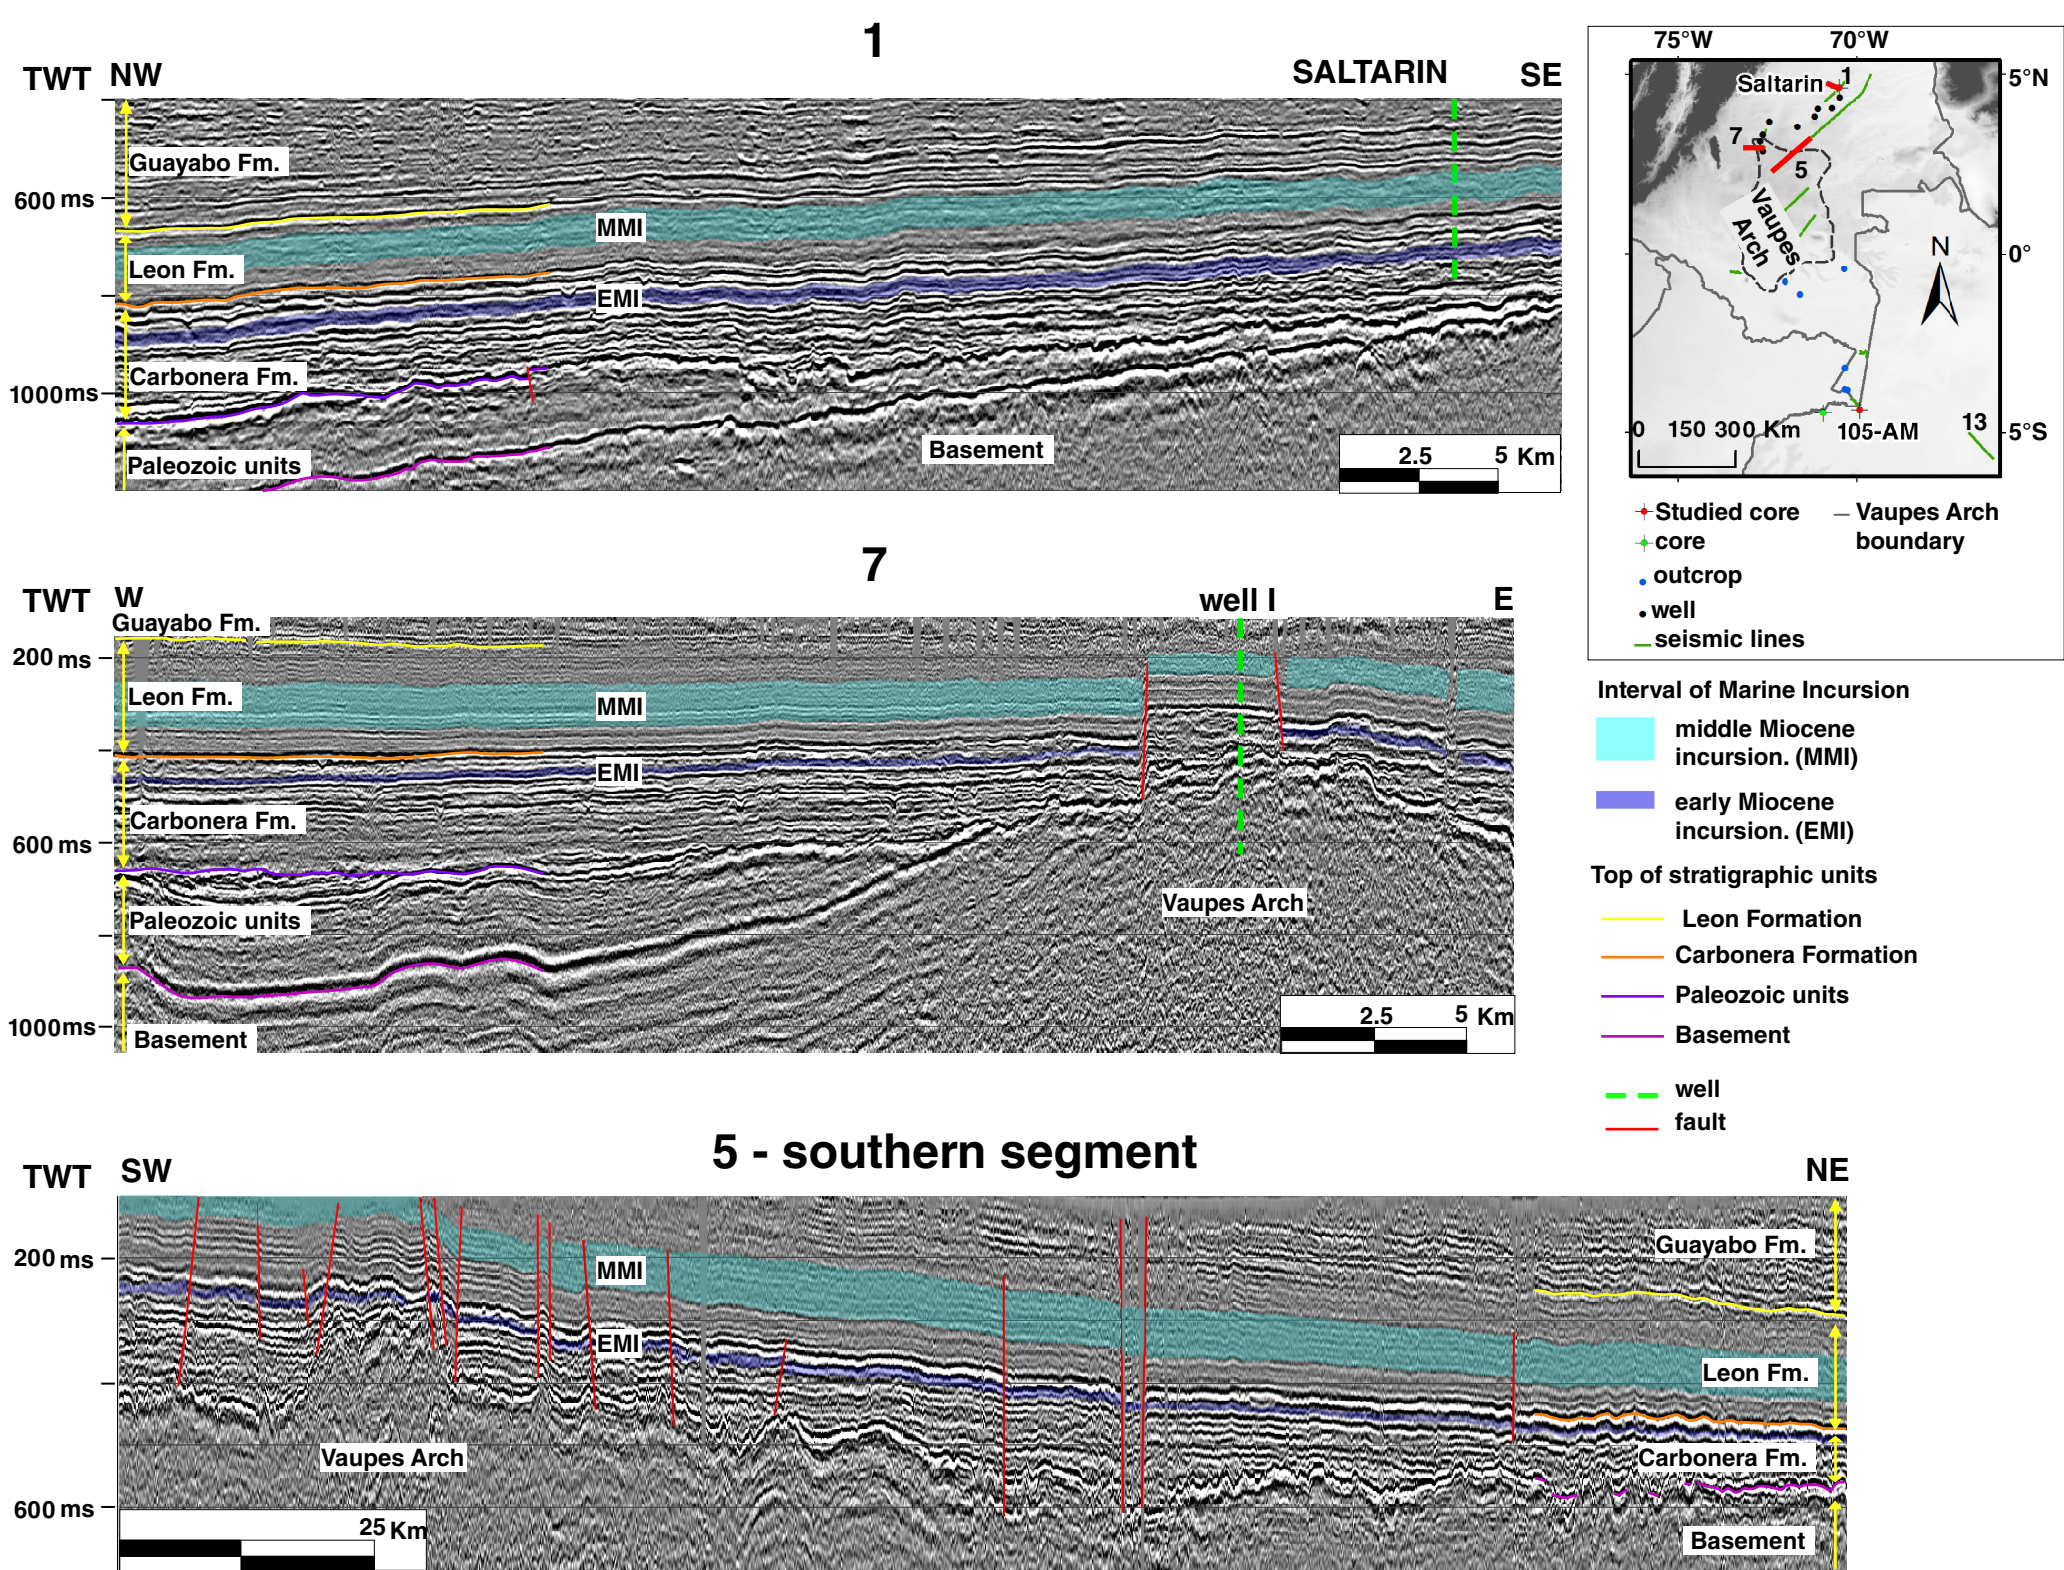 1
TWT NW SALTARIN SE
Guayabo Fm.
600 ms
MMI
Leon Fm.
EMI
Carbonera Fm.
1000ms
Basement
Paleozoic units
2.5 5 Km
7
TWT W well I E
Guayabo Fm.
200 ms
Leon Fm.
MMI
EMI
Carbonera Fm.
600 ms
Vaupes Arch
Paleozoic units
2.5 5 Km
1000ms
Basement
5 - southern segment
TWT SW NE
200 ms
Guayabo Fm.
MMI
EMI
Leon Fm.
Vaupes Arch
Carbonera Fm.
600 ms
25 Km
Basement
75°W 70°W
1
5°N
Saltarin
7
5
Vaupes
Arch
N
0°
13
0 150 300 Km 105-AM
5°S
Studied core
core
outcrop
well
seismic lines
Vaupes Arch
boundary
Interval of Marine Incursion
middle Miocene
incursion. (MMI)
early Miocene
incursion. (EMI)
Top of stratigraphic units
Leon Formation
Carbonera Formation
Paleozoic units
Basement
well
fault